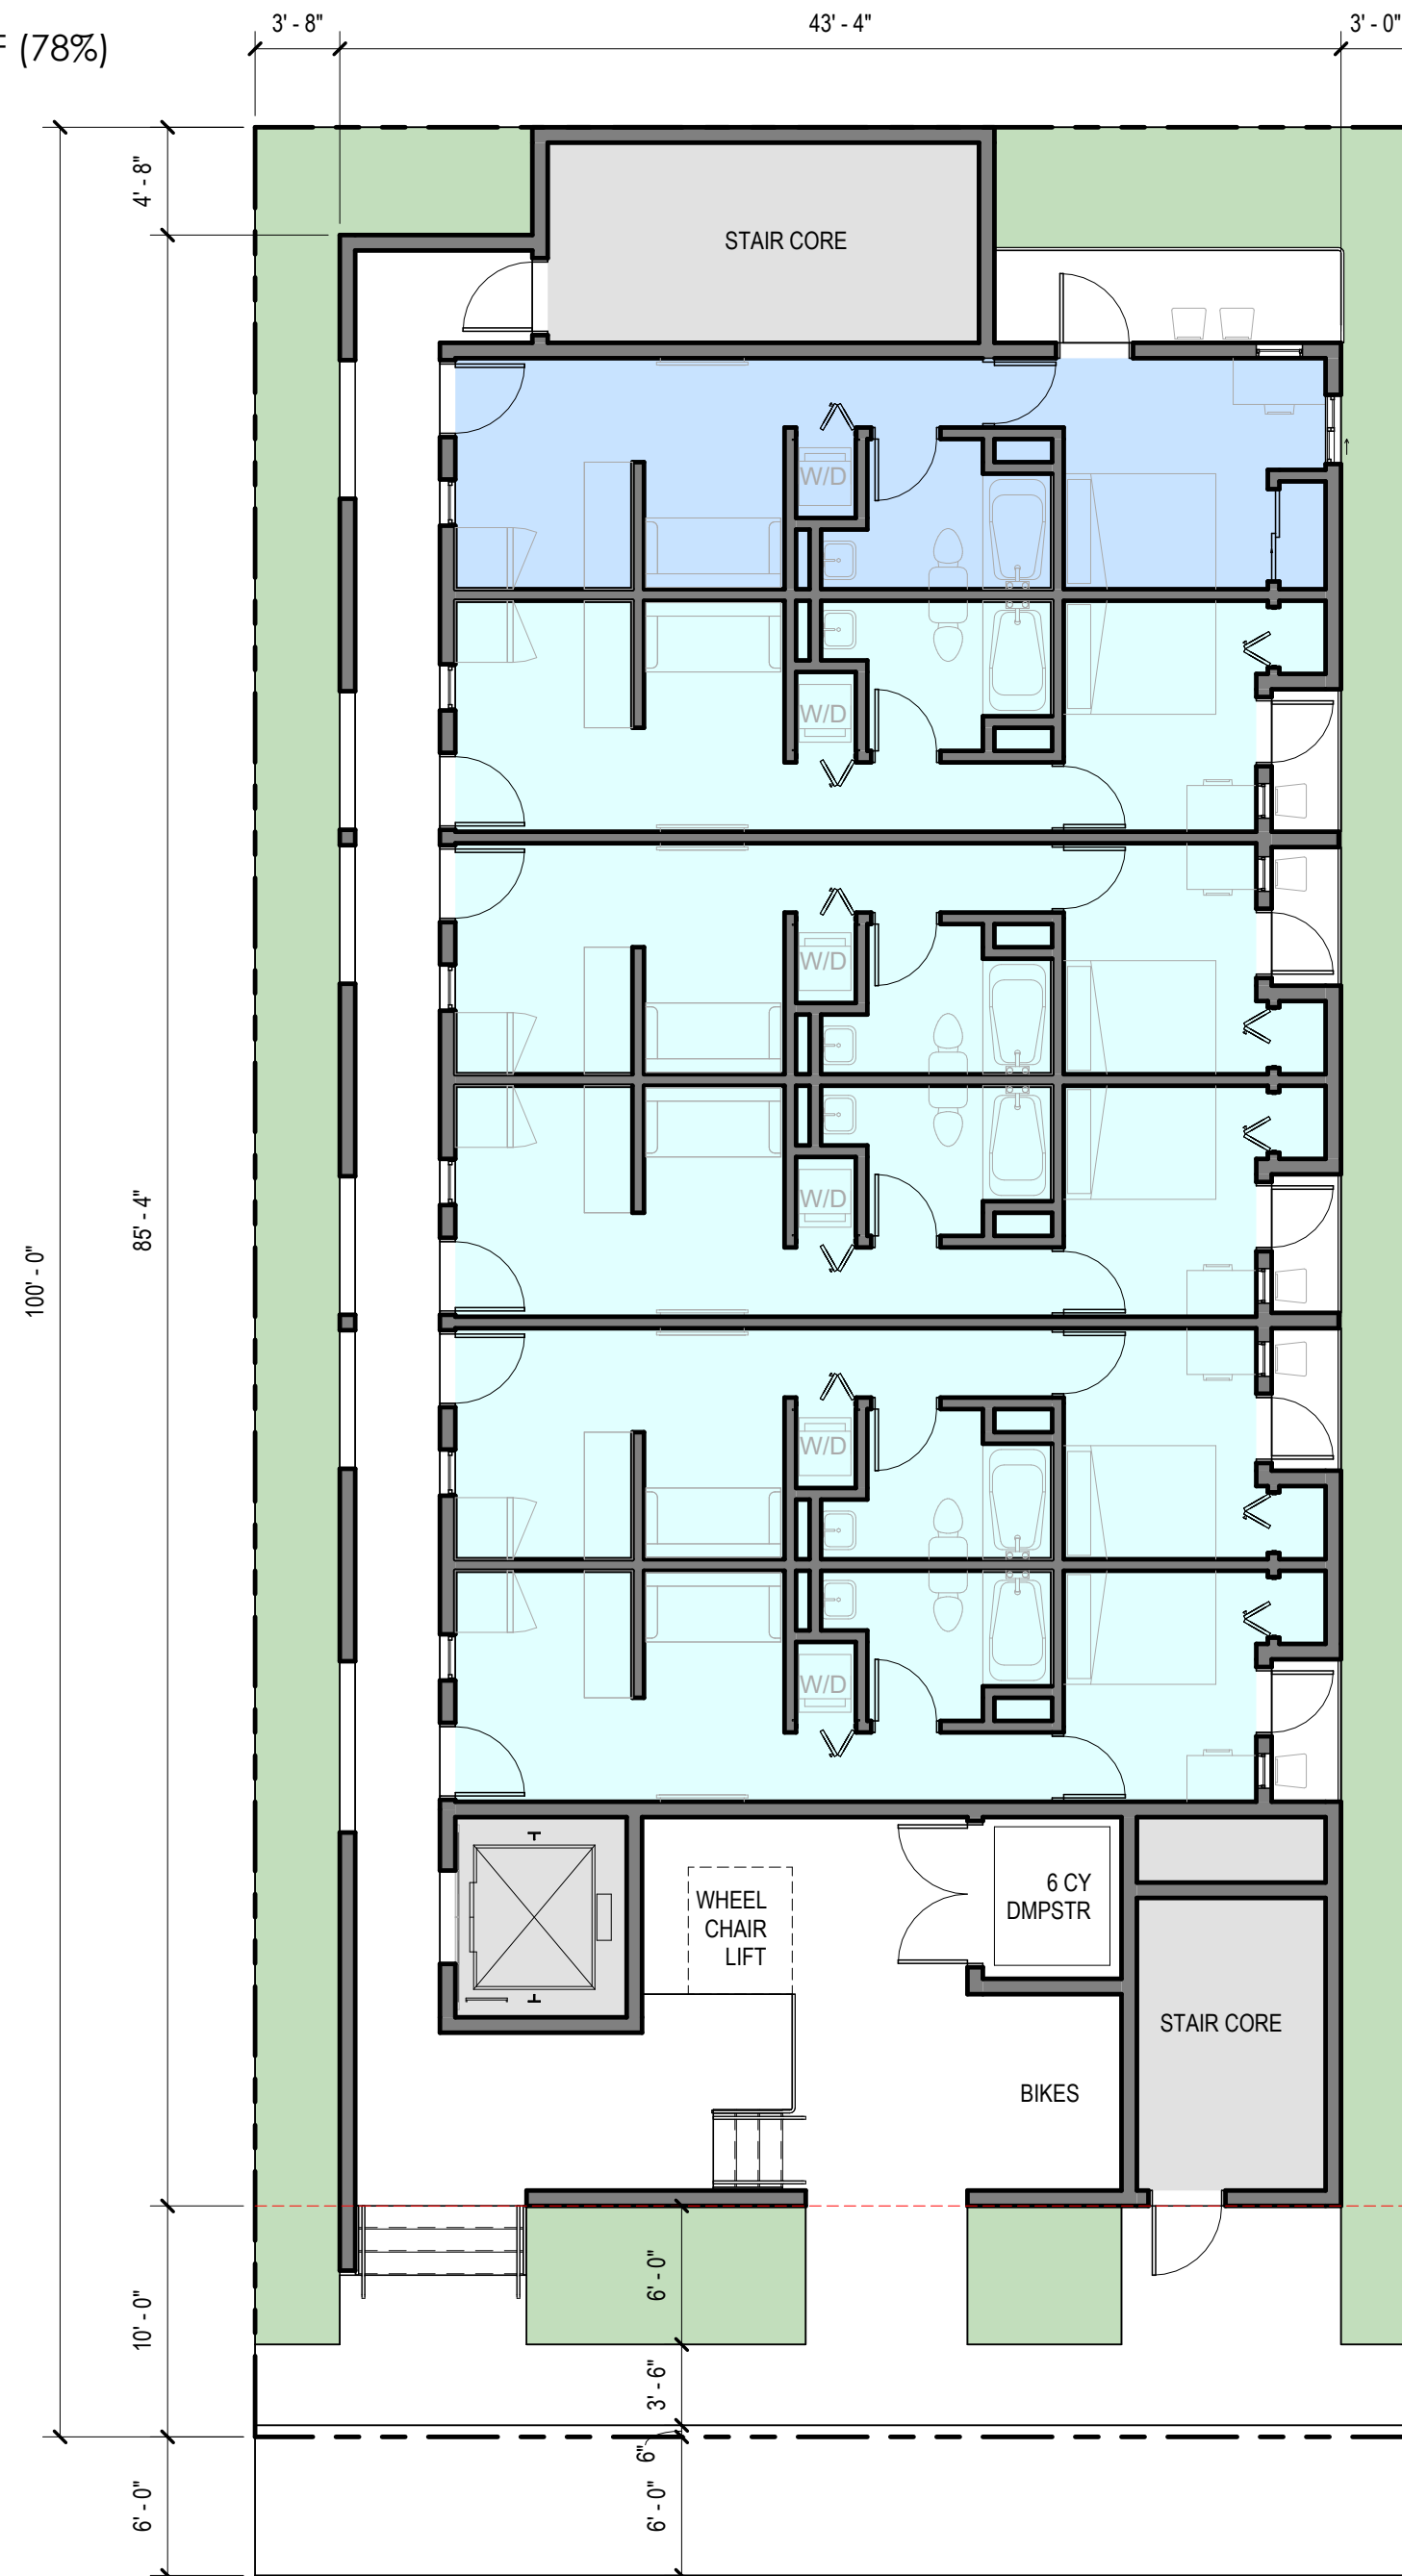 3' - 8"
43' - 4"
3' - 0"
F (78%)
4' - 8"
STAIR CORE
W/D
W/D
W/D
85' - 4"
100' - 0"
W/D
W/D
W/D
WHEEL
CHAIR
LIFT
6 CY
DMPSTR
STAIR CORE
BIKES
6' - 0"
10' - 0"
3' - 6"
6"
6' - 0"
6' - 0"